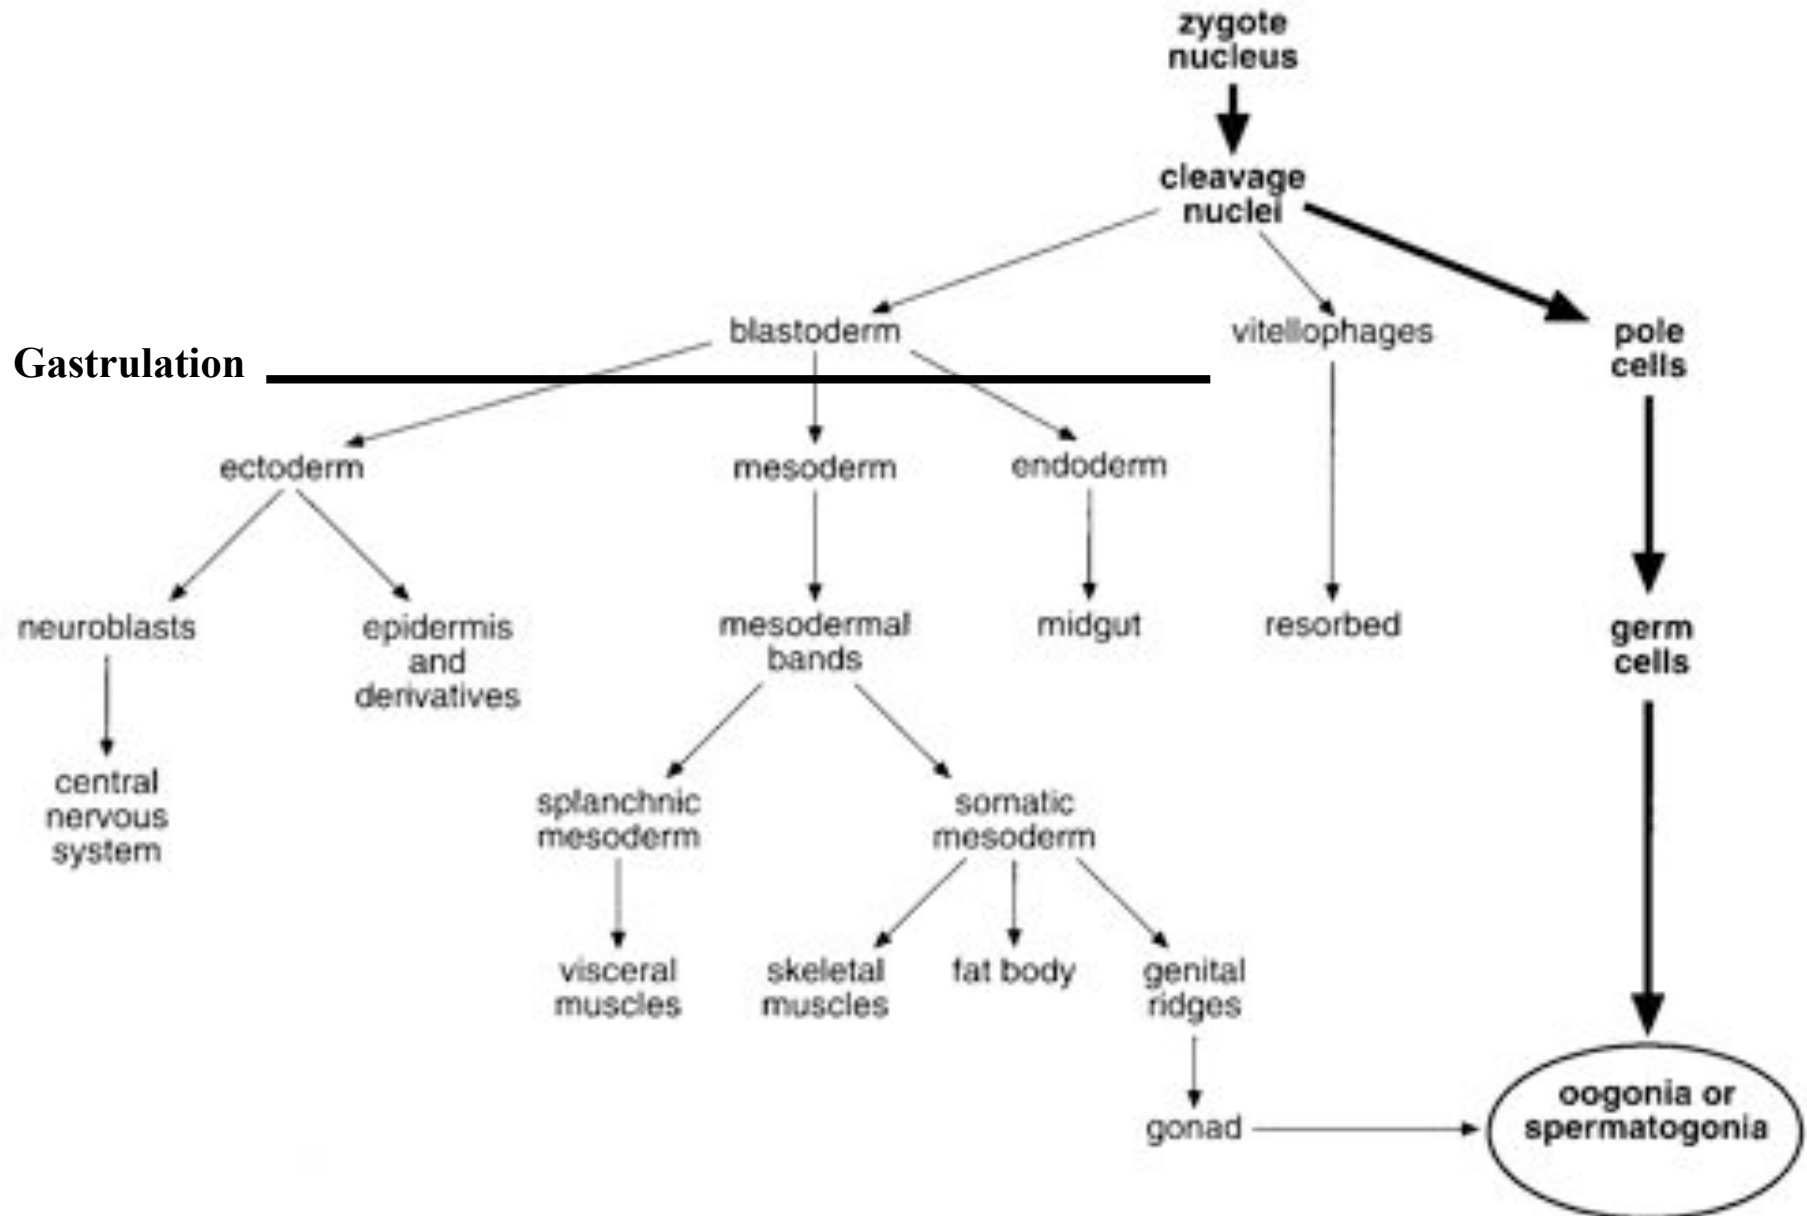 zygote
nucleus
cleavage
nuclei
blastoderm
vitellophages
pole
cells
Gastrulation
ectoderm
mesoderm
endoderm
neuroblasts
epidermis
and
derivatives
mesodermal
bands
midgut
resorbed
germ
cells
central
nervous
system
splanchnic
mesoderm
somatic
mesoderm
visceral
muscles
skeletal
muscles
fat body
genital
ridges
gonad
oogonia or
spermatogonia